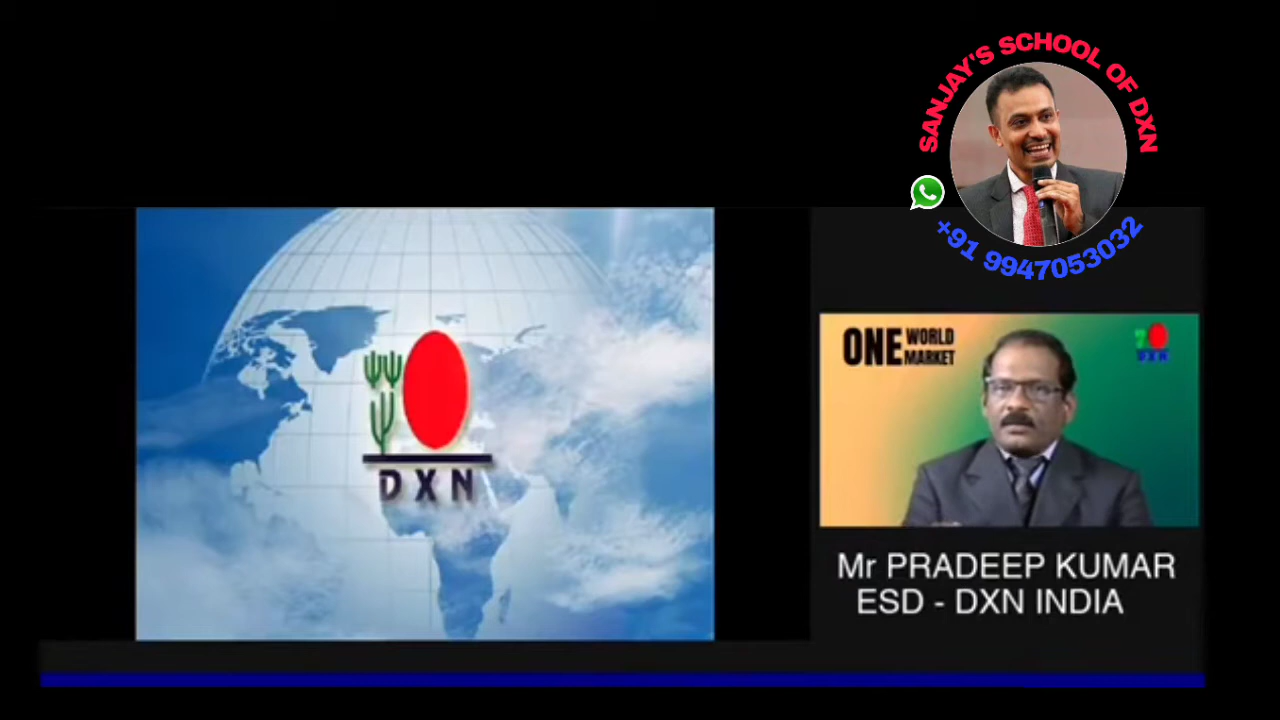 SANJAY'S SCHOOL OF DXN
+91 9947053032
DXN
ONE WORLD MARKET
DXN
Mr PRADEEP KUMAR
ESD - DXN INDIA